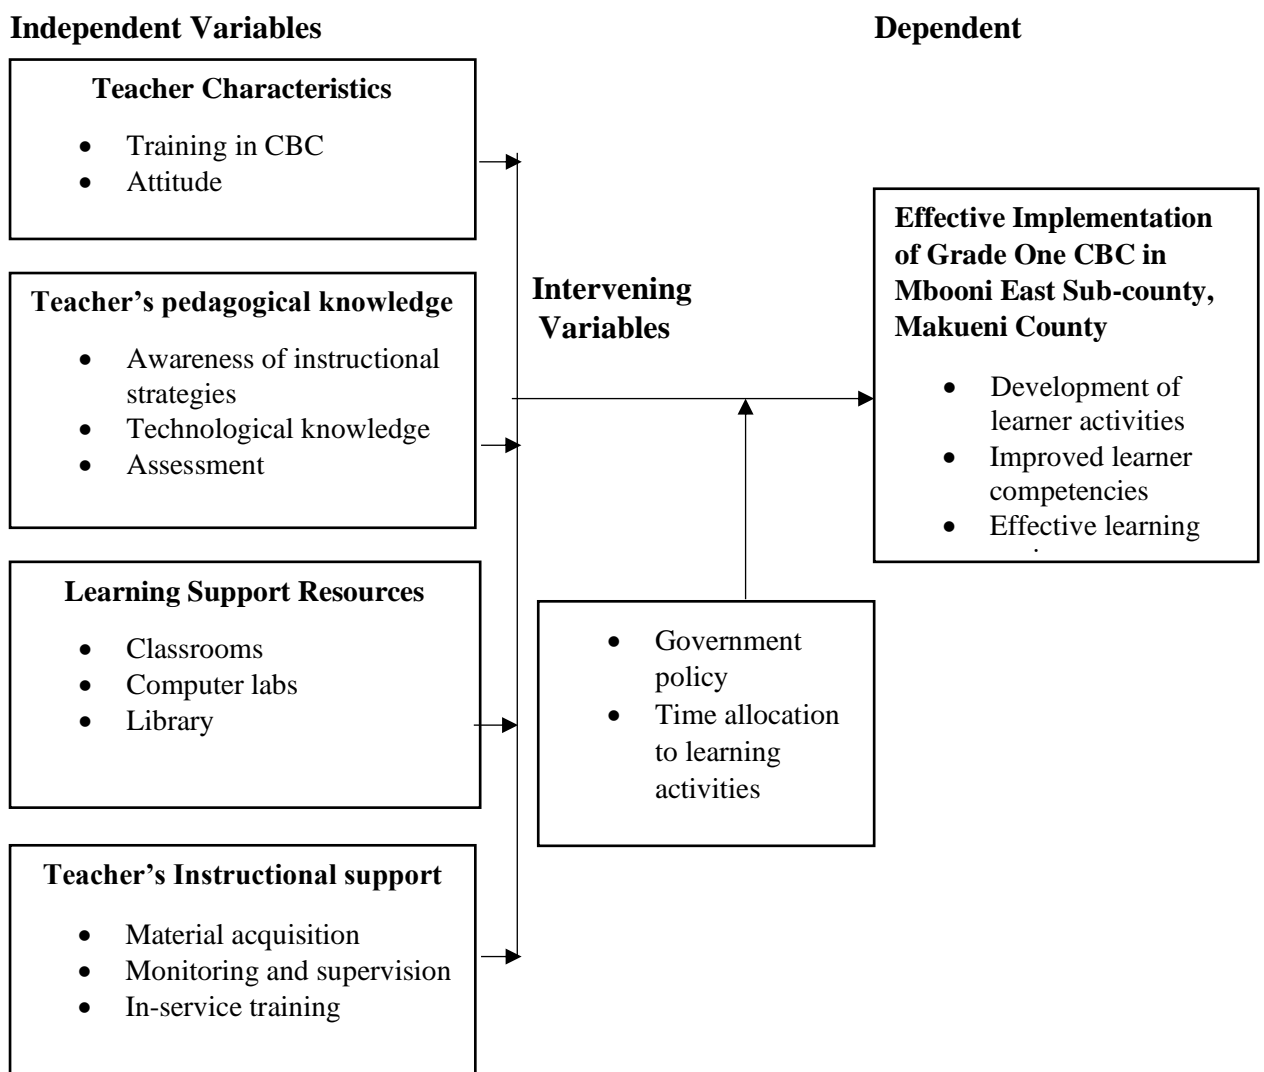 Independent Variables
Dependent
Teacher Characteristics
• Training in CBC
• Attitude
Teacher’s pedagogical knowledge
• Awareness of instructional
strategies
• Technological knowledge
• Assessment
Learning Support Resources
• Classrooms
• Computer labs
• Library
Teacher’s Instructional support
• Material acquisition
• Monitoring and supervision
• In-service training
Intervening
Variables
• Government
policy
• Time allocation
to learning
activities
Effective Implementation
of Grade One CBC in
Mbooni East Sub-county,
Makueni County
• Development of
learner activities
• Improved learner
competencies
• Effective learning